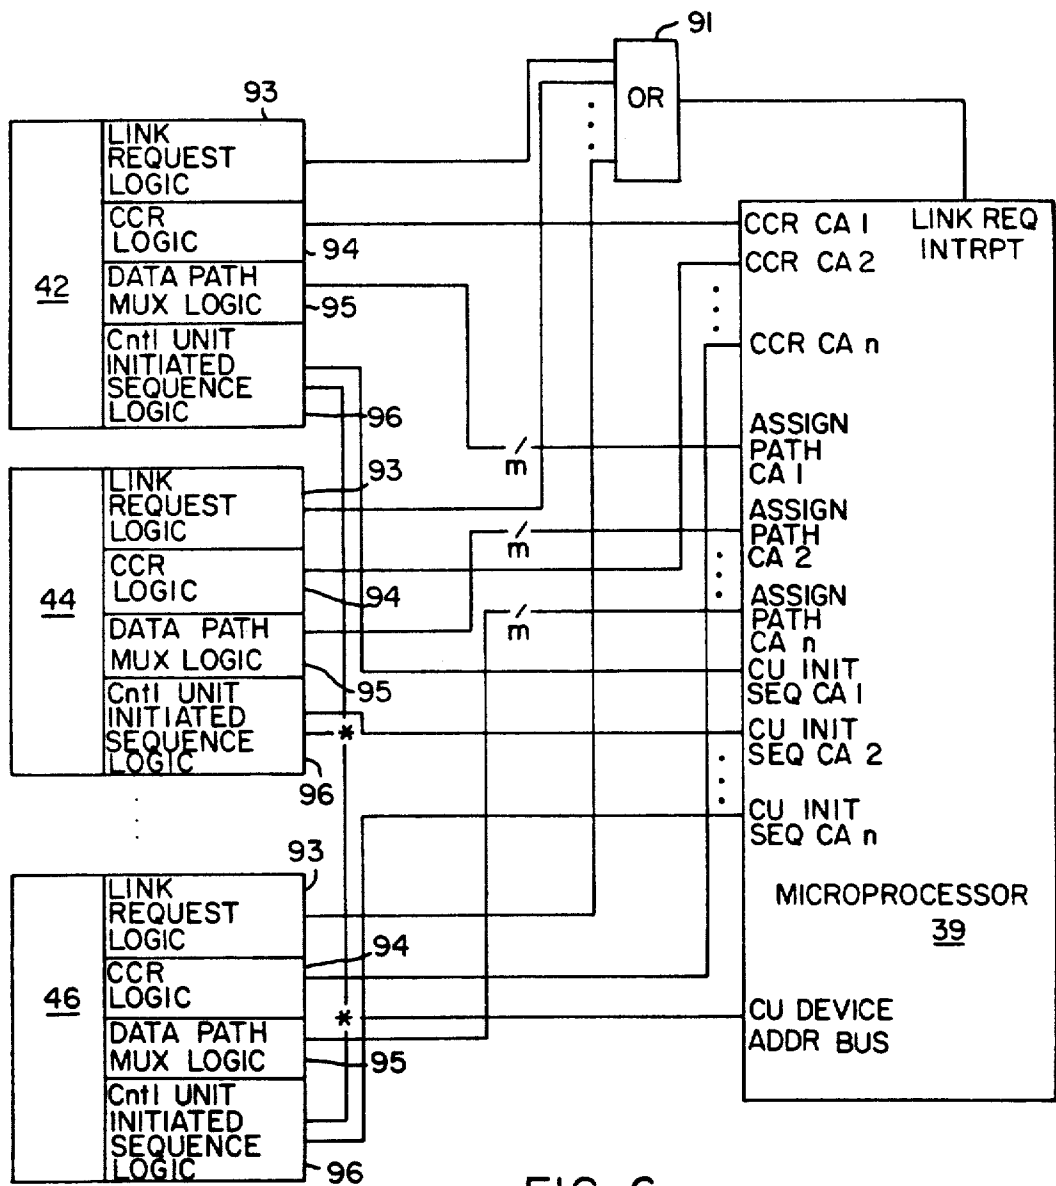 91
OR
93
42
LINK
REQUEST
LOGIC
CCR
LOGIC
94
DATA PATH
MUX LOGIC
95
Cntl UNIT
INITIATED
SEQUENCE
LOGIC
96
44
LINK
REQUEST
LOGIC
93
CCR
LOGIC
94
DATA PATH
MUX LOGIC
95
Cntl UNIT
INITIATED
SEQUENCE
LOGIC
96
*
46
93
LINK
REQUEST
LOGIC
94
CCR
LOGIC
DATA PATH
MUX LOGIC
95
Cntl UNIT
INITIATED
SEQUENCE
LOGIC
96
*
m
m
m
CCR CA 1
LINK REQ
INTRPT
CCR CA 2
CCR CA n
ASSIGN
PATH
CA 1
ASSIGN
PATH
CA 2
ASSIGN
PATH
CA n
CU INIT
SEQ CA 1
CU INIT
SEQ CA 2
CU INIT
SEQ CA n
MICROPROCESSOR
39
CU DEVICE
ADDR BUS
FIG. 6